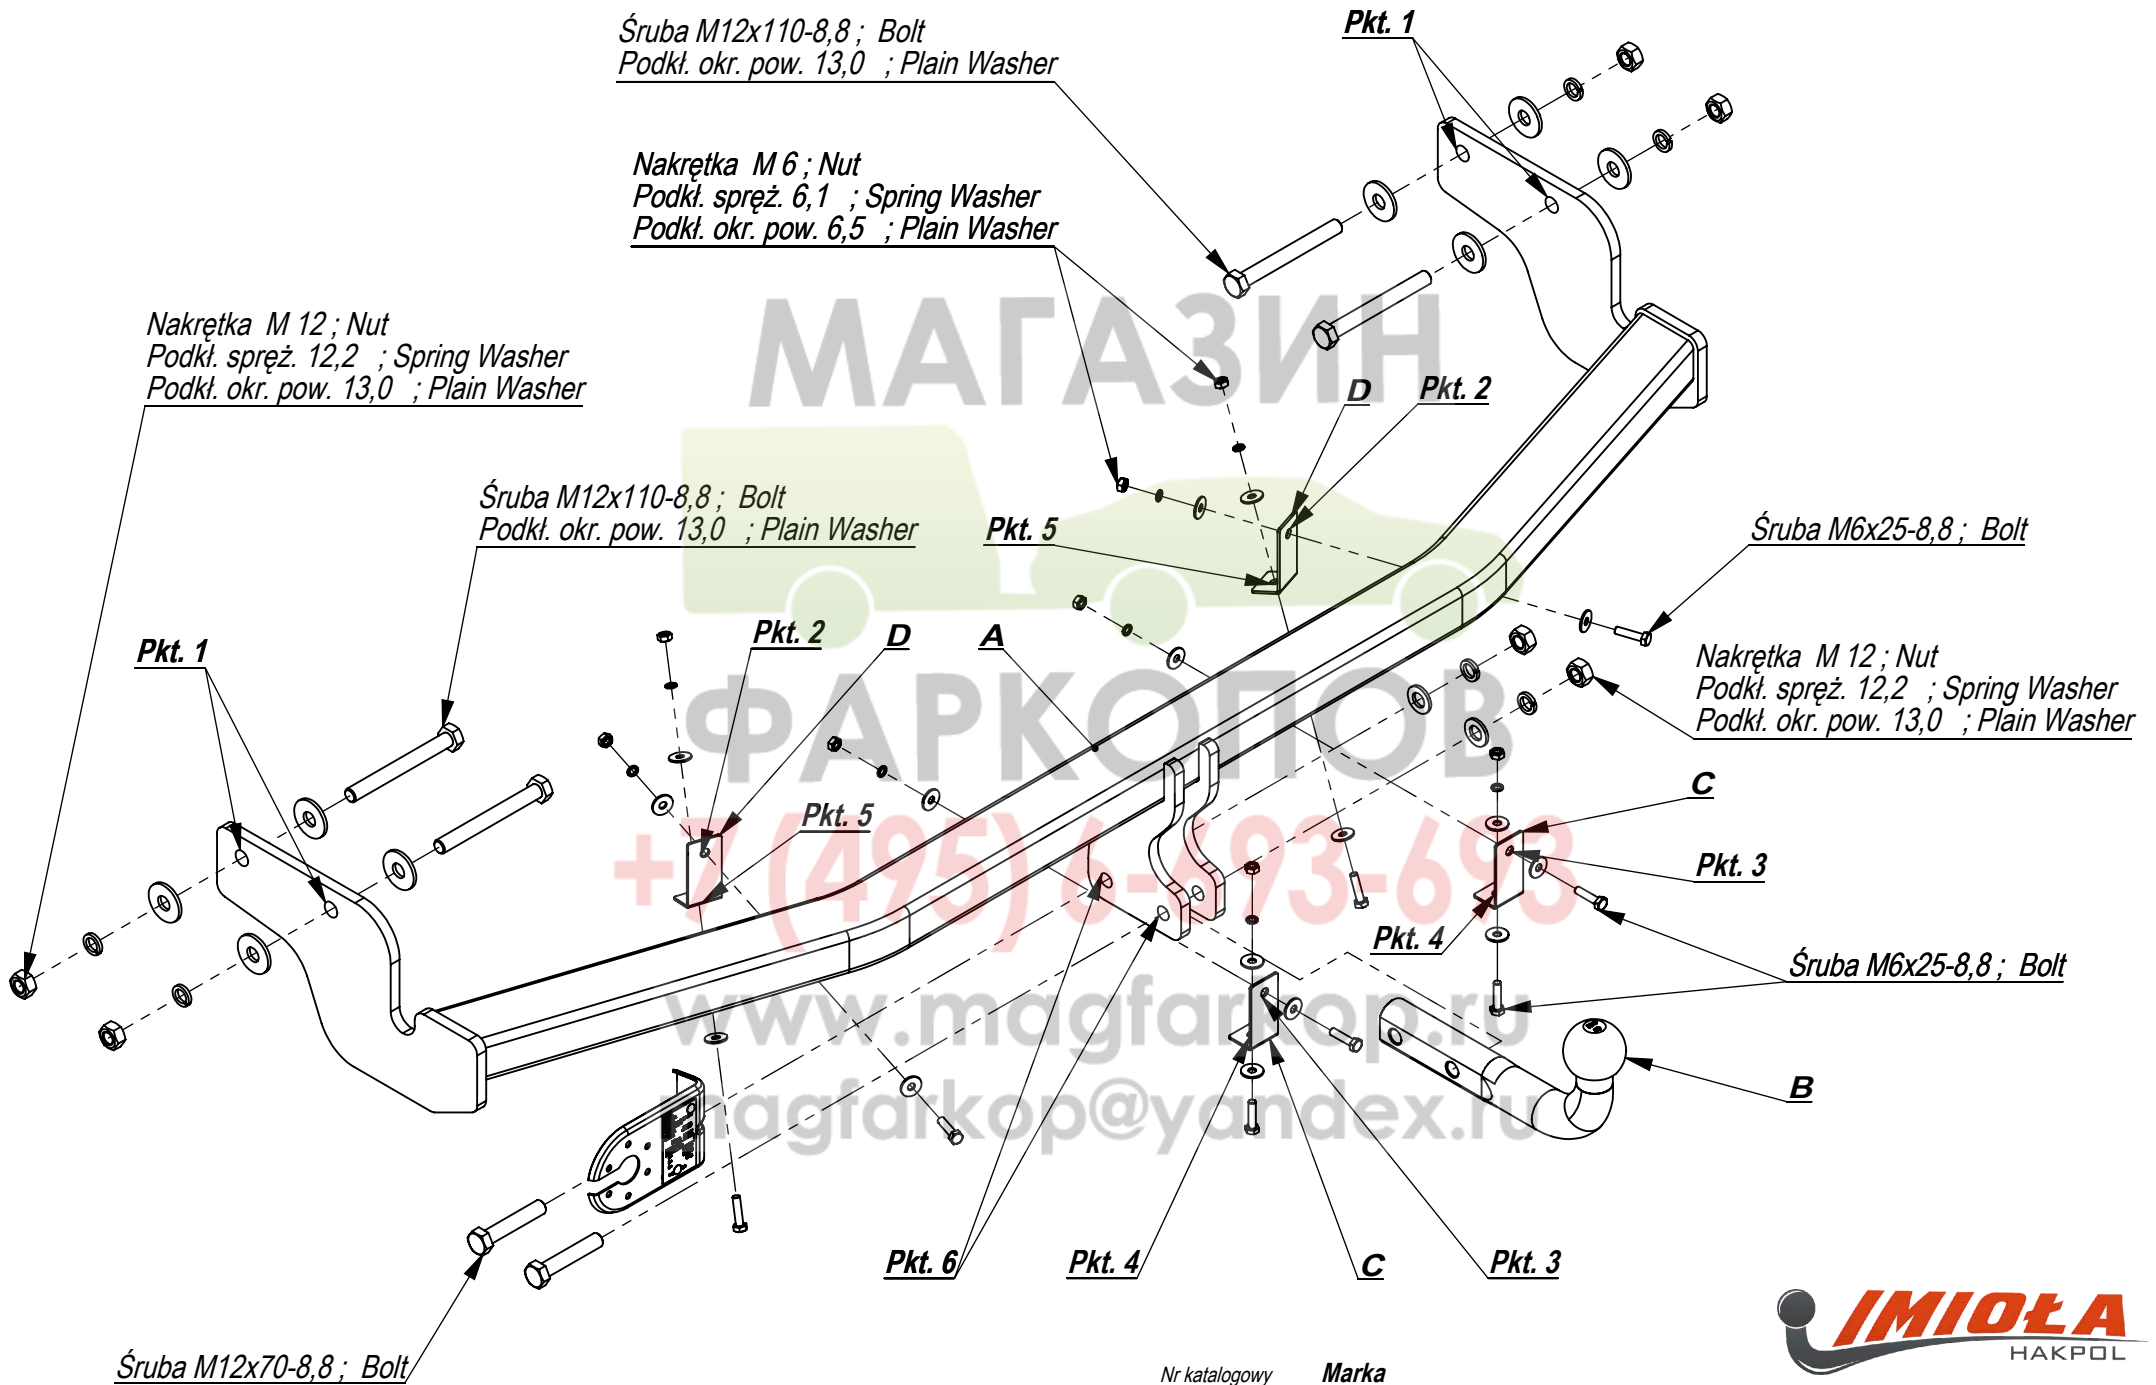 Śruba M12x110-8,8 ; Bolt
Podkł. okr. pow. 13,0 ; Plain Washer
Pkt. 1
Nakrętka M 6 ; Nut
Podkł. spręż. 6,1 ; Spring Washer
Podkł. okr. pow. 6,5 ; Plain Washer
Nakrętka M 12 ; Nut
Podkł. spręż. 12,2 ; Spring Washer
Podkł. okr. pow. 13,0 ; Plain Washer
МАГАЗИН
D
Pkt. 2
Śruba M12x110-8,8 ; Bolt
Podkł. okr. pow. 13,0 ; Plain Washer
Pkt. 5
Śruba M6x25-8,8 ; Bolt
Pkt. 1
Pkt. 2
D
A
Nakrętka M 12 ; Nut
Podkł. spręż. 12,2 ; Spring Washer
Podkł. okr. pow. 13,0 ; Plain Washer
ФАРКОПОВ
C
Pkt. 5
+7 (495) 6-693-693
Pkt. 3
Pkt. 4
Śruba M6x25-8,8 ; Bolt
www.magfarkop.ru
B
magfarkop@yandex.ru
Pkt. 6
Pkt. 4
C
Pkt. 3
Śruba M12x70-8,8 ; Bolt
IMIOŁA
HAKPOL
Nr katalogowy
Marka